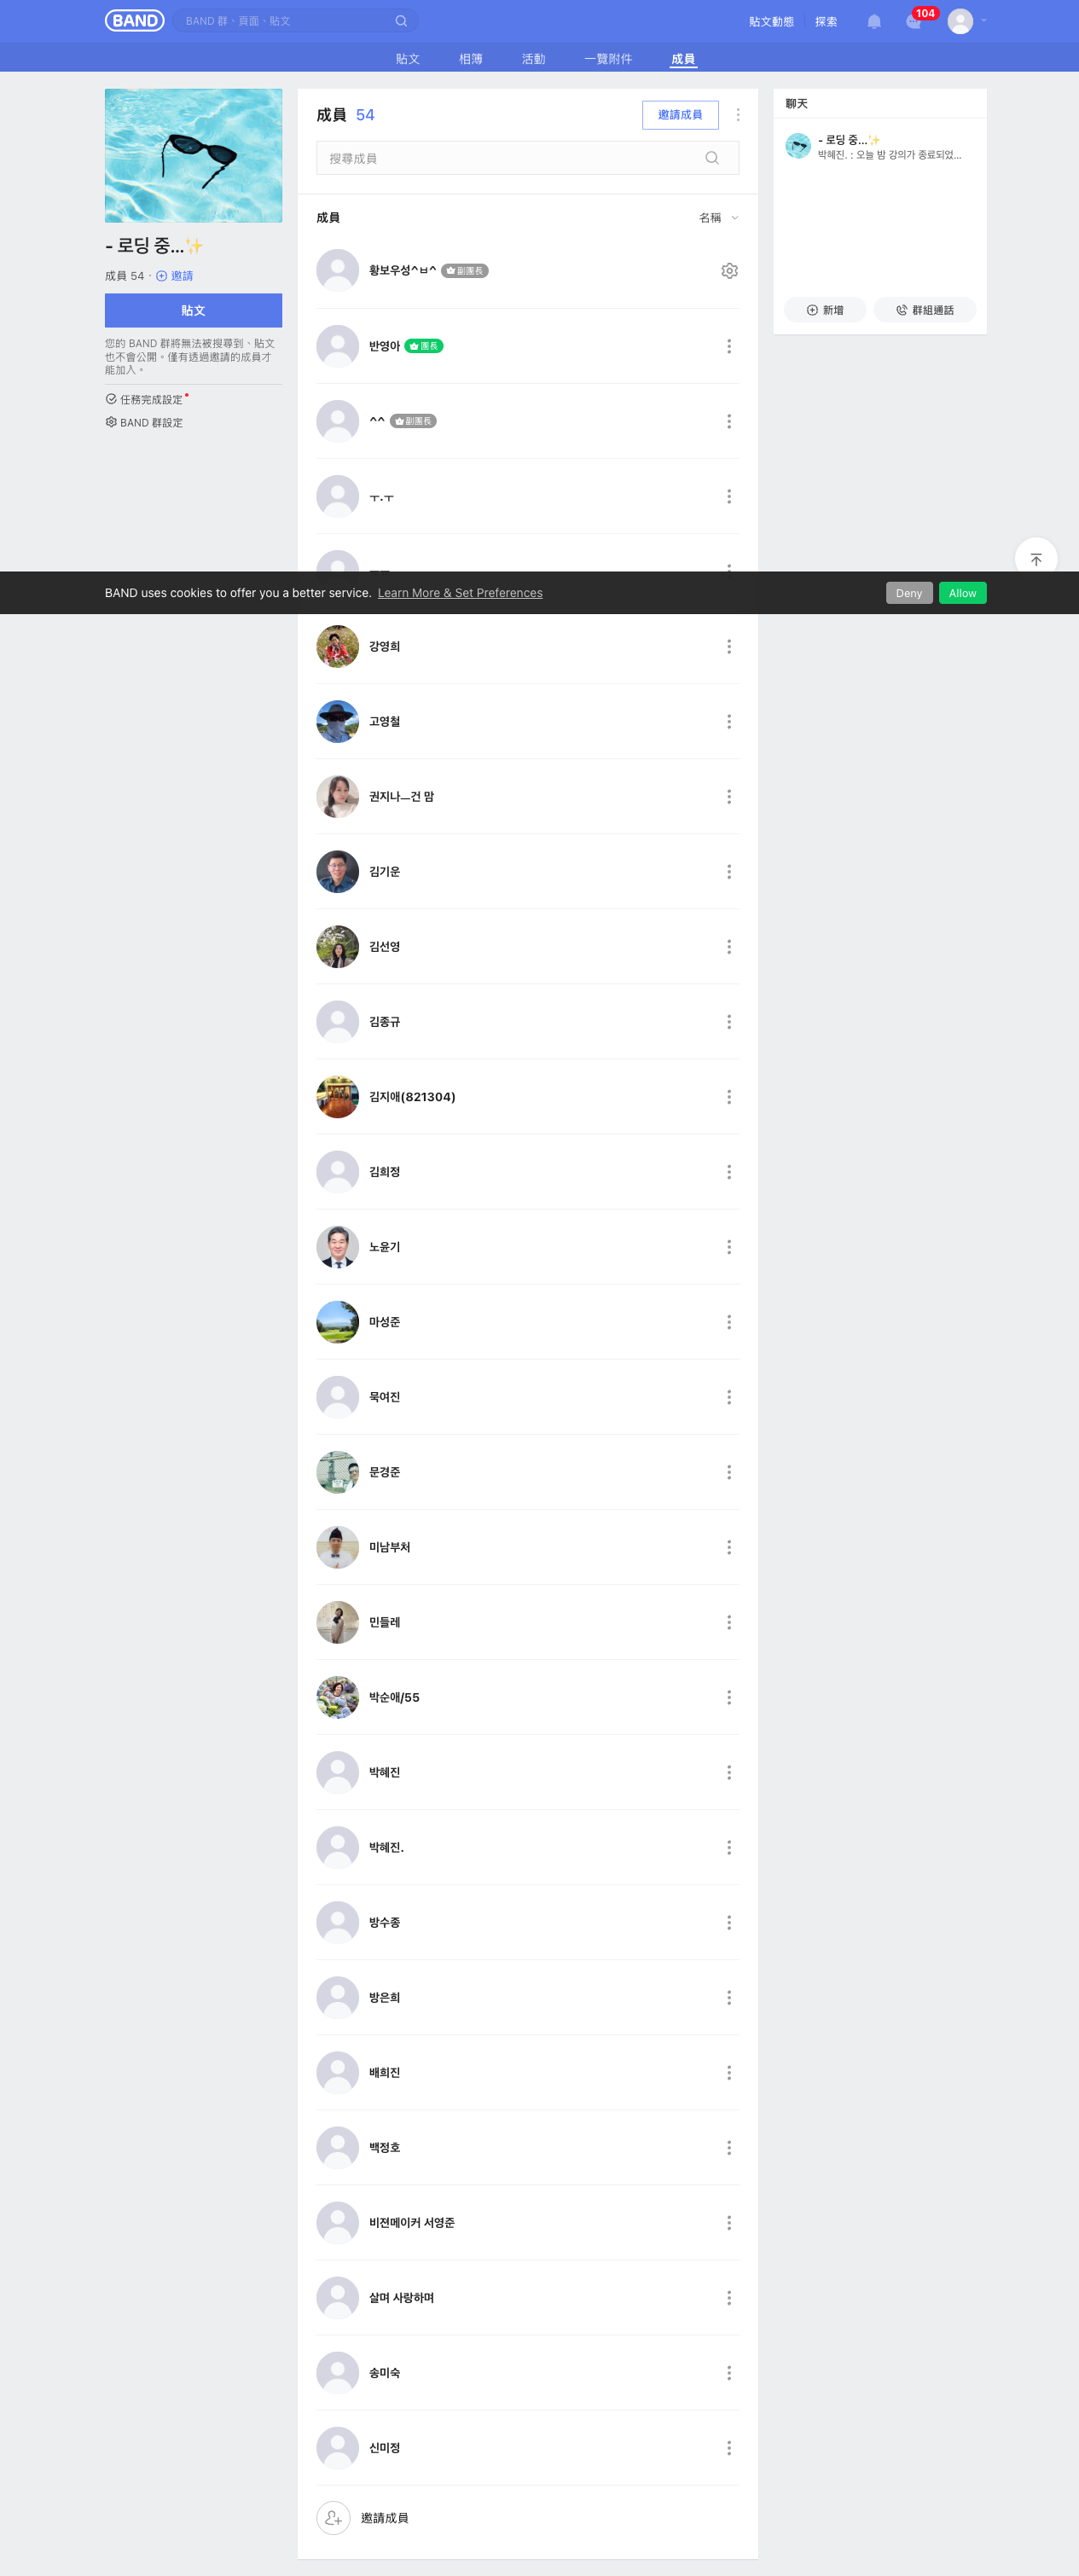 BAND
BAND 群、頁面、貼文
貼文動態
探索
104
貼文
相簿
活動
一覽附件
成員
- 로딩 중...✨
成員 54 · 邀請
貼文
您的 BAND 群將無法被搜尋到、貼文
也不會公開。僅有透過邀請的成員才
能加入。
任務完成設定
BAND 群設定
成員 54
邀請成員
搜尋成員
成員
名稱
황보우성^ㅂ^ 副團長
반영아 團長
^^ 副團長
ㅜ.ㅜ
BAND uses cookies to offer you a better service. Learn More & Set Preferences
Deny
Allow
강영희
고영철
권지나ㅡ건 맘
김기운
김선영
김종규
김지애(821304)
김희정
노윤기
마성준
묵여진
문경준
미남부처
민들레
박순애/55
박혜진
박혜진.
방수종
방은희
배희진
백정호
비젼메이커 서영준
살며 사랑하며
송미숙
신미정
邀請成員
聊天
- 로딩 중...✨
박혜진. : 오늘 밤 강의가 종료되었...
新增
群組通話